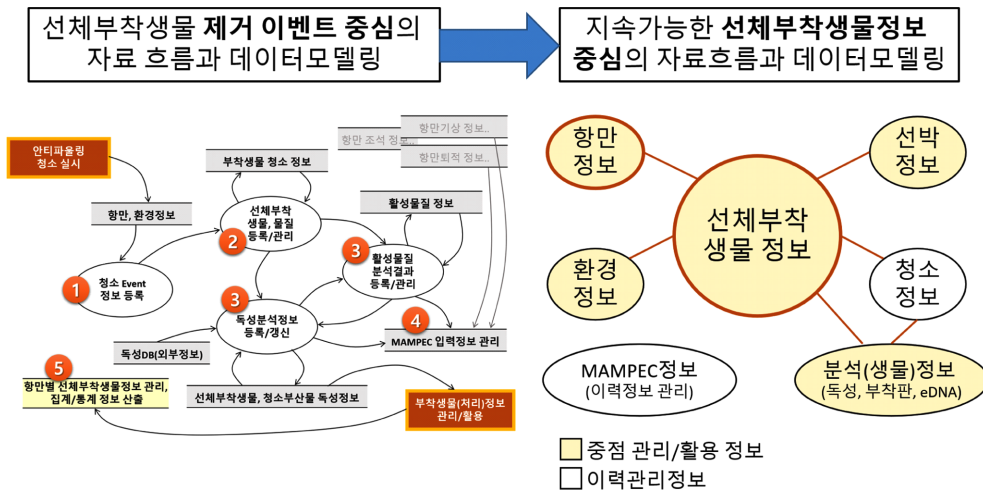 선체부착생물 제거 이벤트 중심의
자료 흐름과 데이터모델링
지속가능한 선체부착생물정보
중심의 자료흐름과 데이터모델링
안티파울링
청소 실시
부착생물 청소 정보
항만 조석 정보..
항만기상 정보..
항만퇴적 정보..
항만, 환경정보
선체부착
생물, 물질
등록/관리
2
활성물질 정보
3
활성물질
분석결과
등록/관리
1
청소 Event
정보 등록
3
독성분석정보
등록/갱신
4
MAMPEC 입력정보 관리
독성DB(외부정보)
5
항만별 선체부착생물정보 관리,
집계/통계 정보 산출
선체부착생물, 청소부산물 독성정보
부착생물(처리)정보
관리/활용
항만
정보
선박
정보
선체부착
생물 정보
환경
정보
청소
정보
MAMPEC정보
(이력정보 관리)
분석(생물)정보
(독성, 부착판, eDNA)
중점 관리/활용 정보
이력관리정보